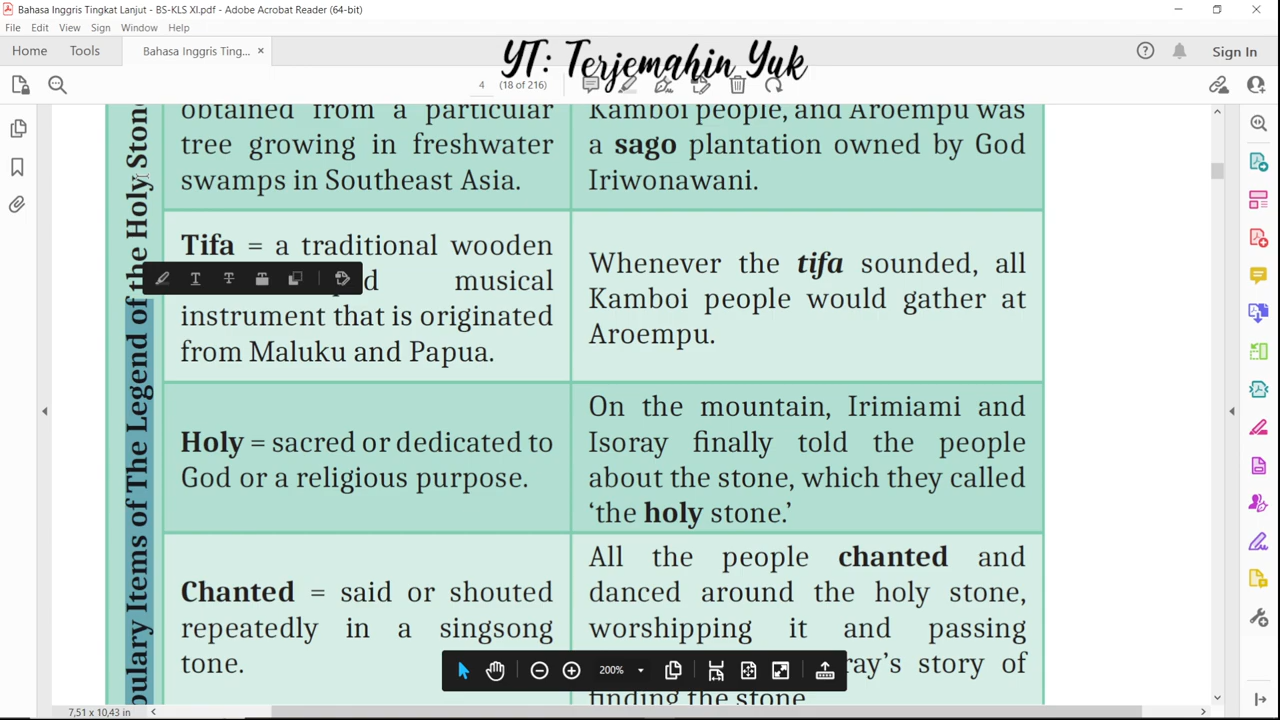 Bahasa Inggris Tingkat Lanjut - BS-KLS XI.pdf - Adobe Acrobat Reader (64-bit)
File Edit View Sign Window Help
Home Tools Bahasa Inggris Ting... × Sign In
YT: Terjemahin Yuk
4 (18 of 216)
obtained from a particular
tree growing in freshwater
swamps in Southeast Asia.
Kamboi people, and Aroempu was
a sago plantation owned by God
Iriwonawani.
Tifa = a traditional wooden
musical
instrument that is originated
from Maluku and Papua.
Whenever the tifa sounded, all
Kamboi people would gather at
Aroempu.
Holy = sacred or dedicated to
God or a religious purpose.
On the mountain, Irimiami and
Isoray finally told the people
about the stone, which they called
‘the holy stone.’
Chanted = said or shouted
repeatedly in a singsong
tone.
All the people chanted and
danced around the holy stone,
worshipping it and passing
ray’s story of
finding the stone
bulary Items of The Legend of the Holy Stone
200%
7,51 x 10,43 in